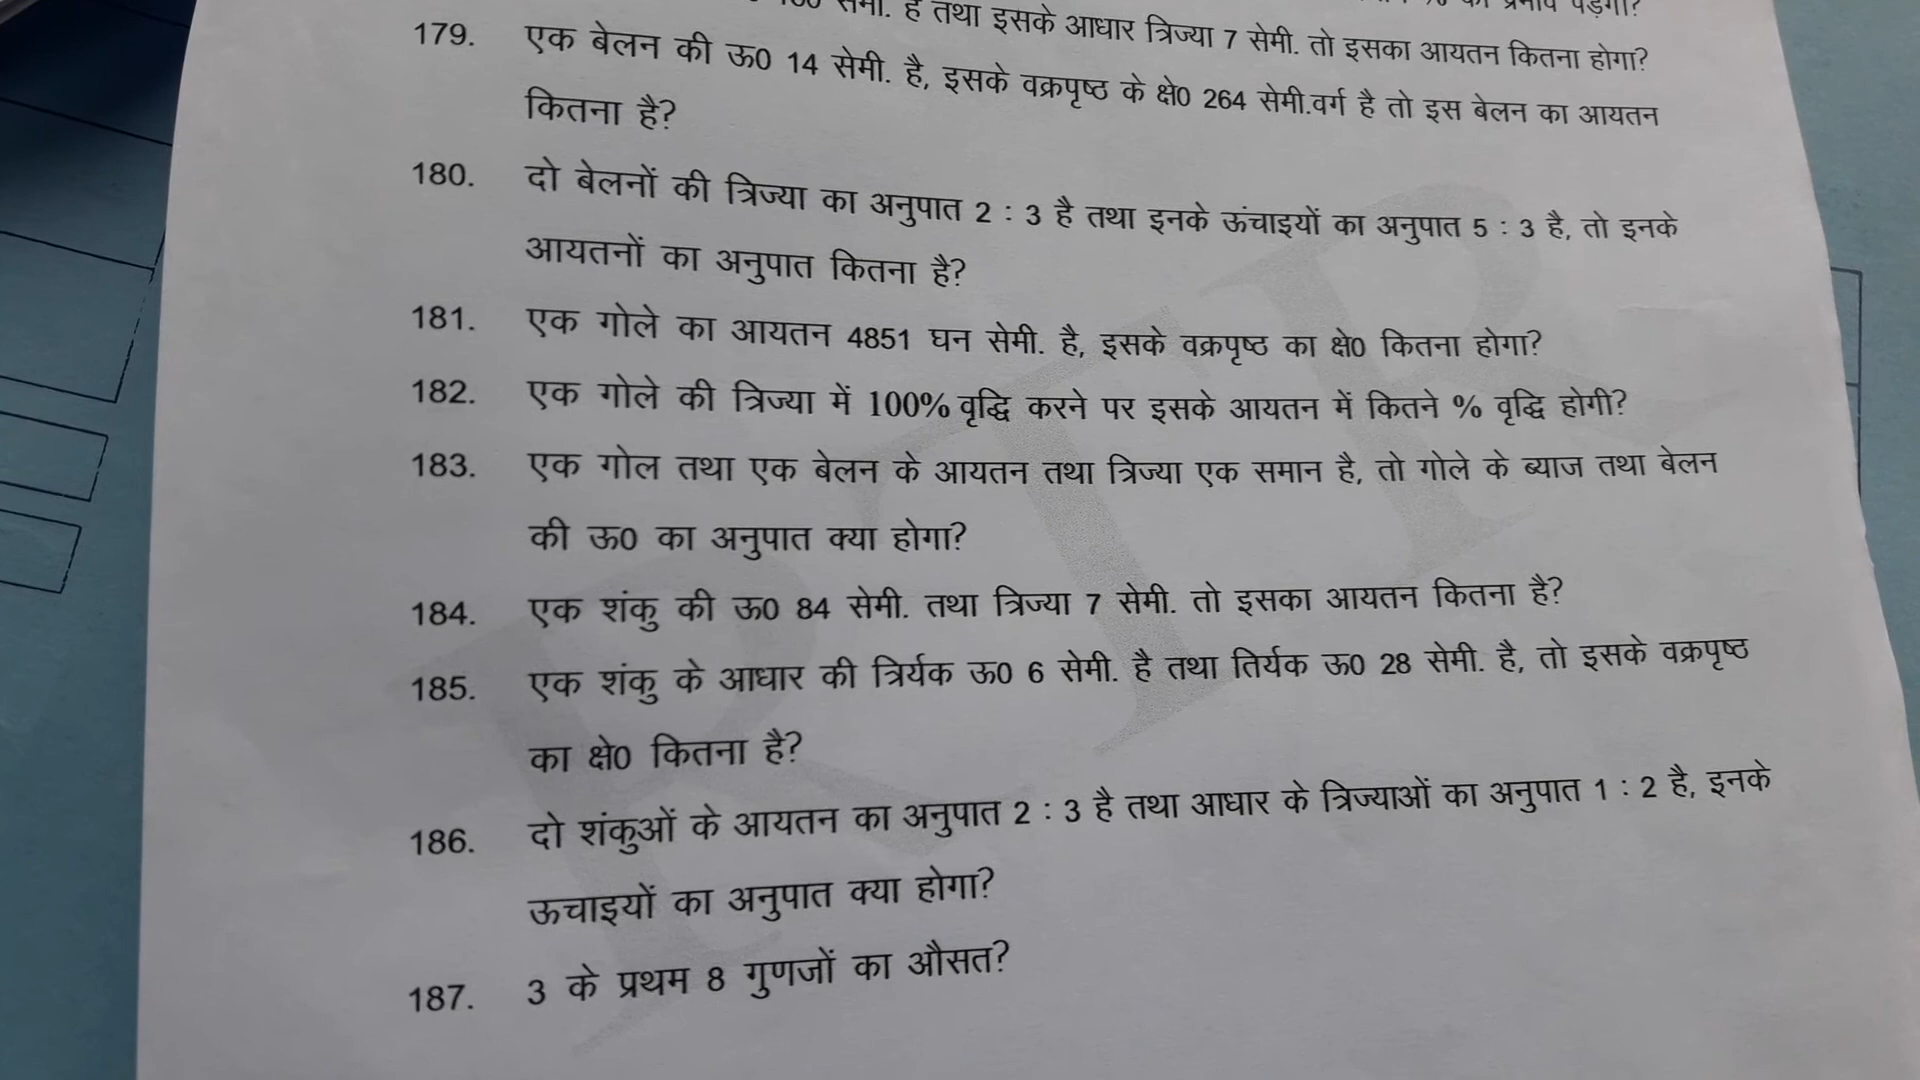 सेमी. है तथा इसके आधार त्रिज्या 7 सेमी. तो इसका आयतन कितना होगा?
179. एक बेलन की ऊ0 14 सेमी. है, इसके वक्रपृष्ठ के क्षे0 264 सेमी.वर्ग है तो इस बेलन का आयतन
कितना है?
180. दो बेलनों की त्रिज्या का अनुपात 2 : 3 है तथा इनके ऊंचाइयों का अनुपात 5 : 3 है, तो इनके
आयतनों का अनुपात कितना है?
181. एक गोले का आयतन 4851 घन सेमी. है, इसके वक्रपृष्ठ का क्षे0 कितना होगा?
182. एक गोले की त्रिज्या में 100% वृद्धि करने पर इसके आयतन में कितने % वृद्धि होगी?
183. एक गोल तथा एक बेलन के आयतन तथा त्रिज्या एक समान है, तो गोले के ब्याज तथा बेलन
की ऊ0 का अनुपात क्या होगा?
184. एक शंकु की ऊ0 84 सेमी. तथा त्रिज्या 7 सेमी. तो इसका आयतन कितना है?
185. एक शंकु के आधार की त्रिर्यक ऊ0 6 सेमी. है तथा तिर्यक ऊ0 28 सेमी. है, तो इसके वक्रपृष्ठ
का क्षे0 कितना है?
186. दो शंकुओं के आयतन का अनुपात 2 : 3 है तथा आधार के त्रिज्याओं का अनुपात 1 : 2 है, इनके
ऊचाइयों का अनुपात क्या होगा?
187. 3 के प्रथम 8 गुणजों का औसत?